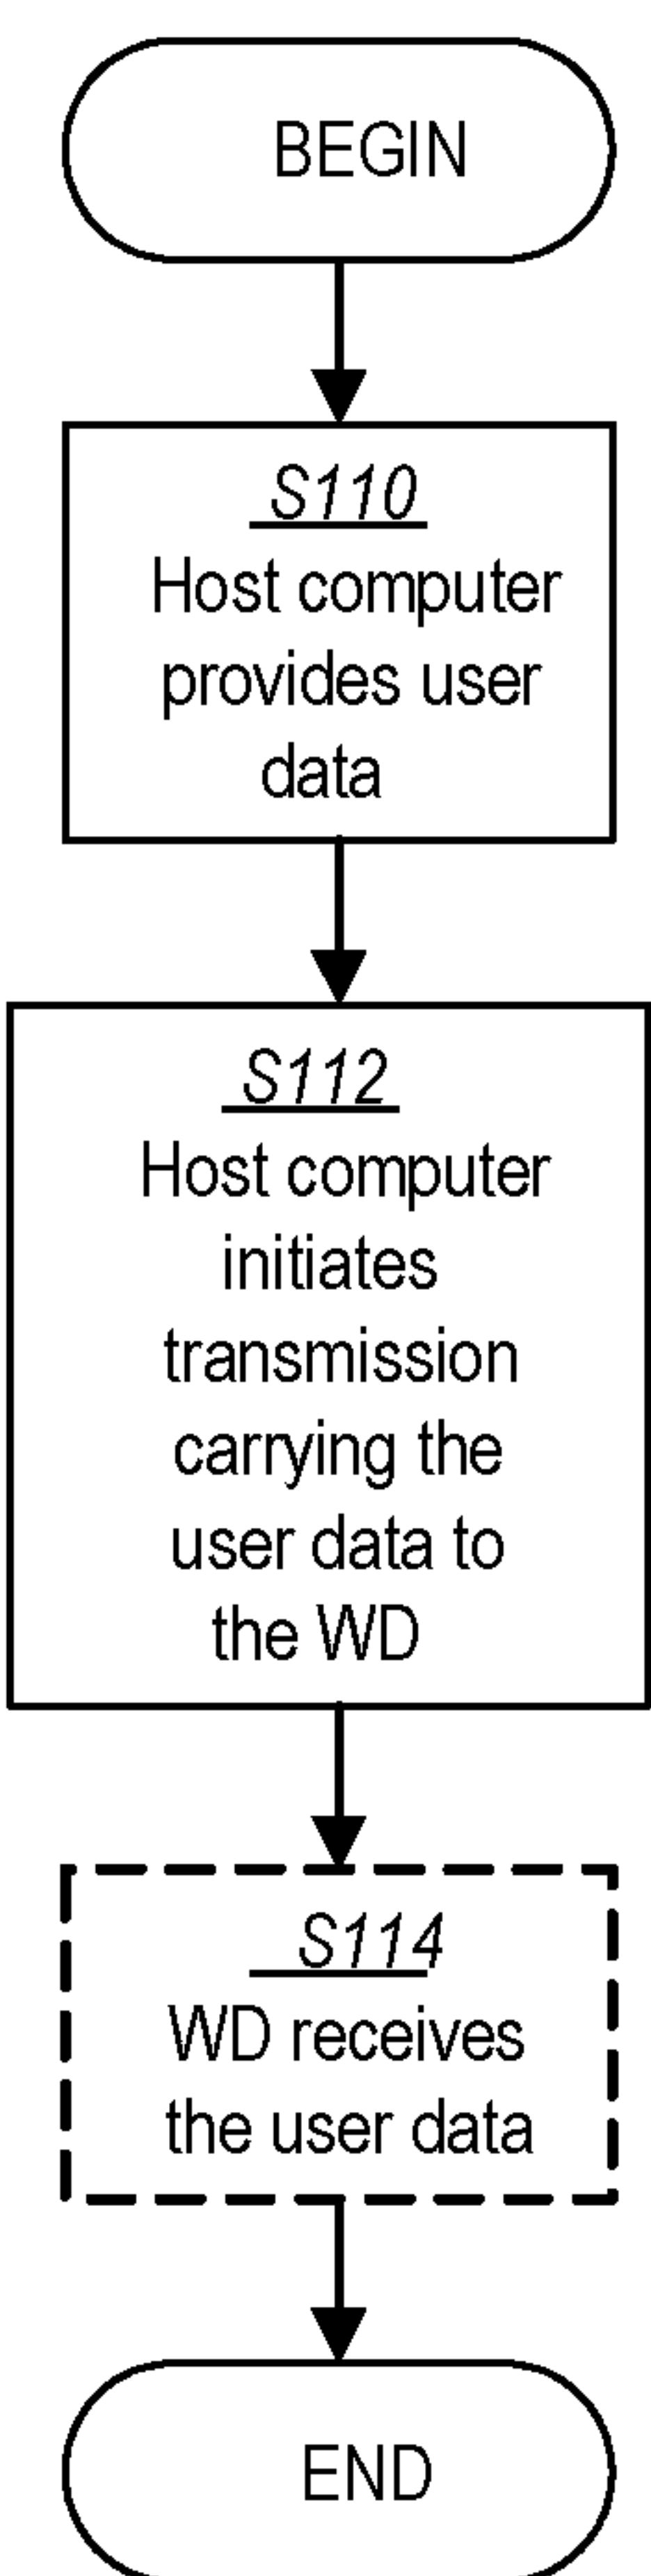 BEGIN
S110
Host computer
provides user
data
S112
Host computer
initiates
transmission
carrying the
user data to
the WD
S114
WD receives
the user data
END